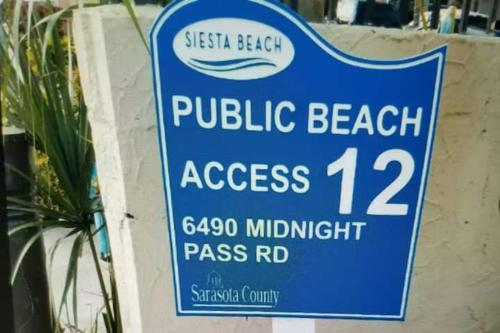 SIESTA BEACH
PUBLIC BEACH
ACCESS 12
6490 MIDNIGHT
PASS RD
Sarasota County